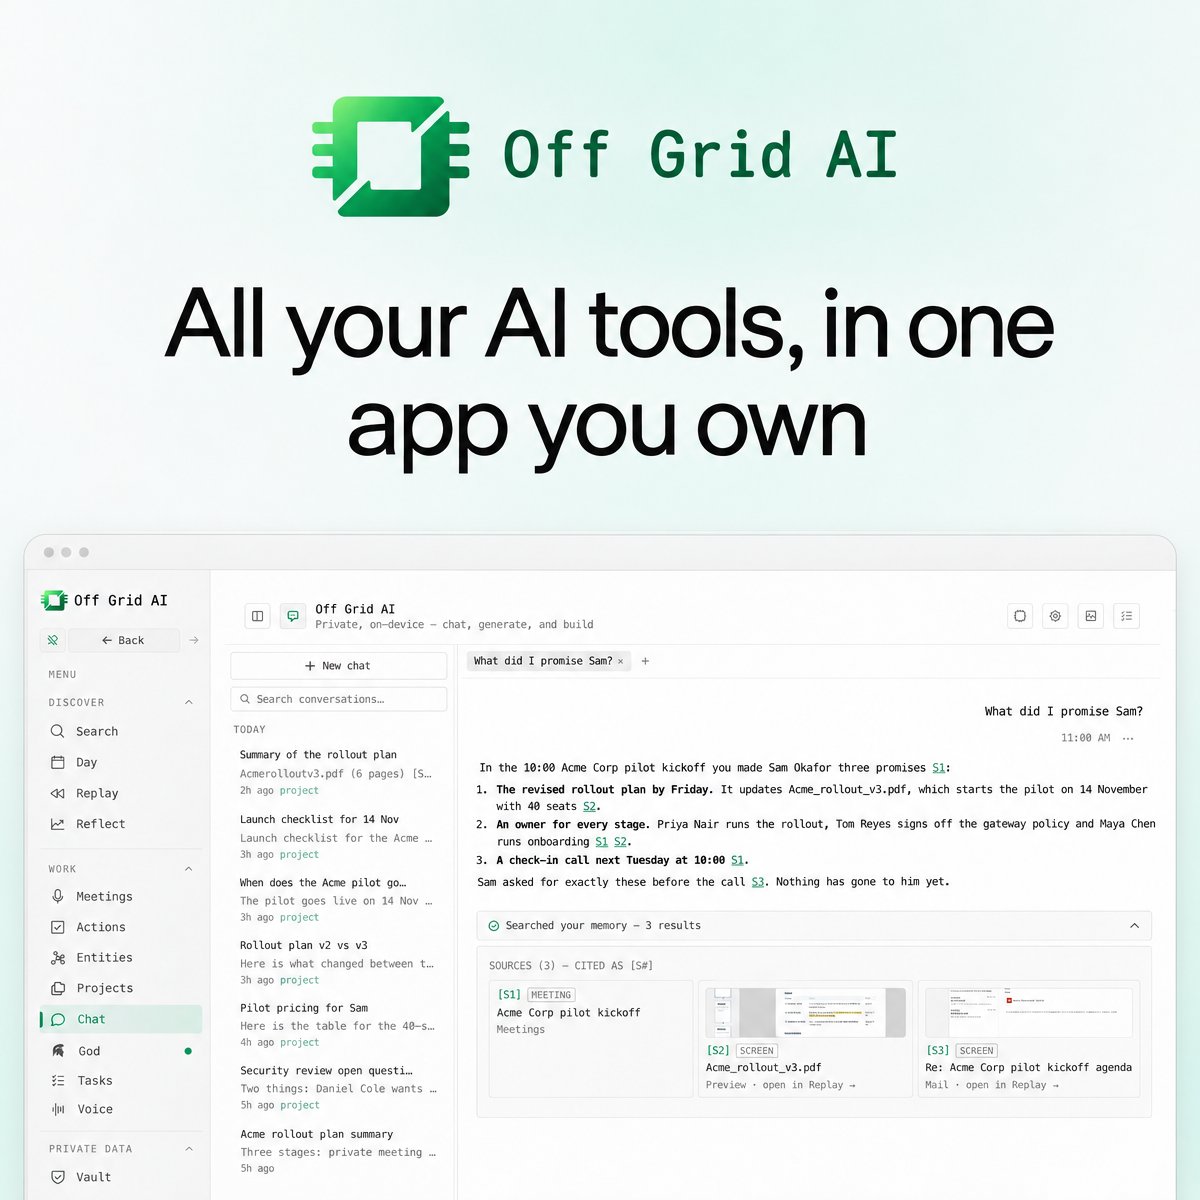 Off Grid AI
All your AI tools, in one
app you own
Off Grid AI
← Back →
MENU
DISCOVER
Search
Day
Replay
Reflect
WORK
Meetings
Actions
Entities
Projects
Chat
God
Tasks
Voice
PRIVATE DATA
Vault
Off Grid AI
Private, on-device — chat, generate, and build
+ New chat
Search conversations…
TODAY
Summary of the rollout plan
Acmerolloutv3.pdf (6 pages) [S…
2h ago project
Launch checklist for 14 Nov
Launch checklist for the Acme …
3h ago project
When does the Acme pilot go…
The pilot goes live on 14 Nov …
3h ago project
Rollout plan v2 vs v3
Here is what changed between t…
3h ago project
Pilot pricing for Sam
Here is the table for the 40-s…
4h ago project
Security review open questi…
Two things: Daniel Cole wants …
5h ago project
Acme rollout plan summary
Three stages: private meeting …
5h ago
What did I promise Sam? × +
What did I promise Sam?
11:00 AM ···
In the 10:00 Acme Corp pilot kickoff you made Sam Okafor three promises S1:
1. The revised rollout plan by Friday. It updates Acme_rollout_v3.pdf, which starts the pilot on 14 November
with 40 seats S2.
2. An owner for every stage. Priya Nair runs the rollout, Tom Reyes signs off the gateway policy and Maya Chen
runs onboarding S1 S2.
3. A check-in call next Tuesday at 10:00 S1.
Sam asked for exactly these before the call S3. Nothing has gone to him yet.
Searched your memory — 3 results
SOURCES (3) — CITED AS [S#]
[S1] MEETING
Acme Corp pilot kickoff
Meetings
[S2] SCREEN
Acme_rollout_v3.pdf
Preview · open in Replay →
[S3] SCREEN
Re: Acme Corp pilot kickoff agenda
Mail · open in Replay →